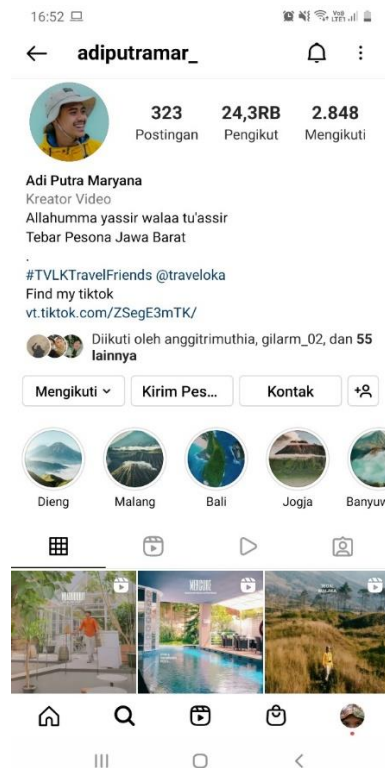 16:52
adiputramar_
323 24,3RB 2.848
Postingan Pengikut Mengikuti
Adi Putra Maryana
Kreator Video
Allahumma yassir walaa tu'assir
Tebar Pesona Jawa Barat
.
#TVLKTravelFriends @traveloka
Find my tiktok
vt.tiktok.com/ZSegE3mTK/
Diikuti oleh anggitrimuthia, gilarm_02, dan 55
lainnya
Mengikuti Kirim Pes... Kontak
Dieng Malang Bali Jogja Banyuw
MERCURE